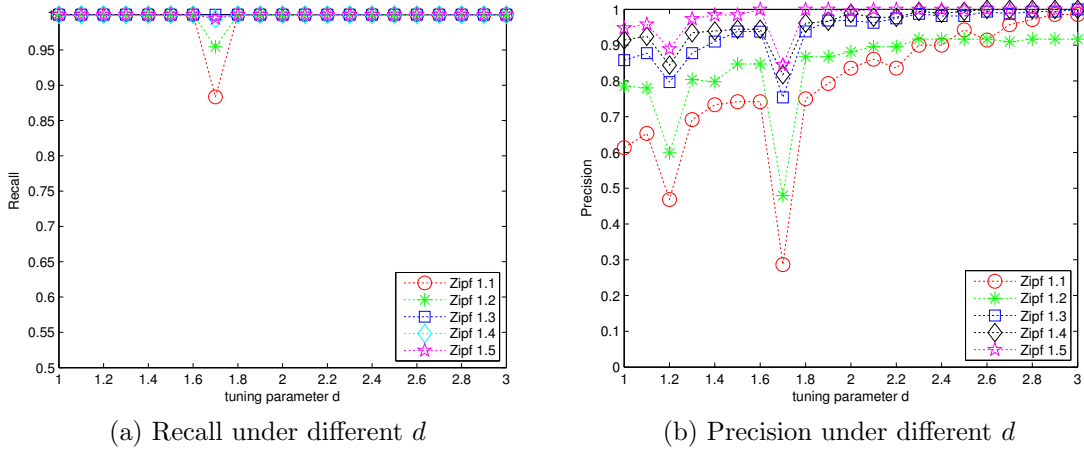 1
0.95
0.9
0.85
0.8
0.75
0.7
0.65
0.6
0.55
0.5
Recall
1 1.2 1.4 1.6 1.8 2 2.2 2.4 2.6 2.8 3
tuning parameter d
Zipf 1.1
Zipf 1.2
Zipf 1.3
Zipf 1.4
Zipf 1.5
(a) Recall under different d
1
0.9
0.8
0.7
0.6
0.5
0.4
0.3
0.2
0.1
0
Precision
1 1.2 1.4 1.6 1.8 2 2.2 2.4 2.6 2.8 3
tuning parameter d
Zipf 1.1
Zipf 1.2
Zipf 1.3
Zipf 1.4
Zipf 1.5
(b) Precision under different d